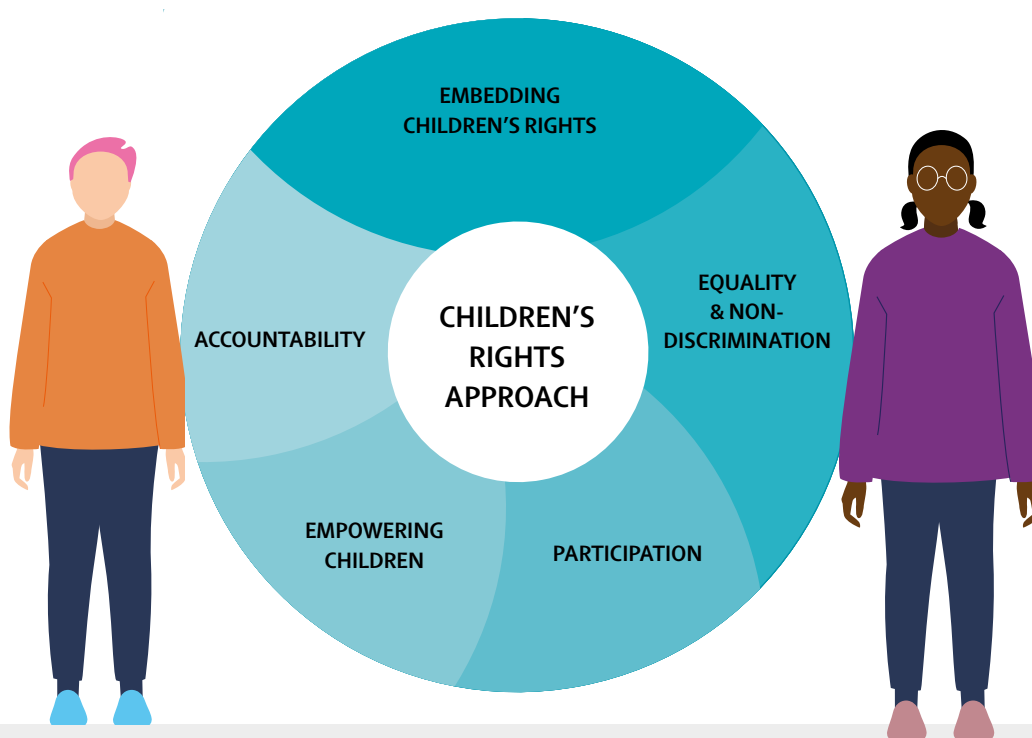 EMBEDDING
CHILDREN'S RIGHTS
EQUALITY
& NON-
DISCRIMINATION
PARTICIPATION
EMPOWERING
CHILDREN
ACCOUNTABILITY
CHILDREN'S
RIGHTS
APPROACH